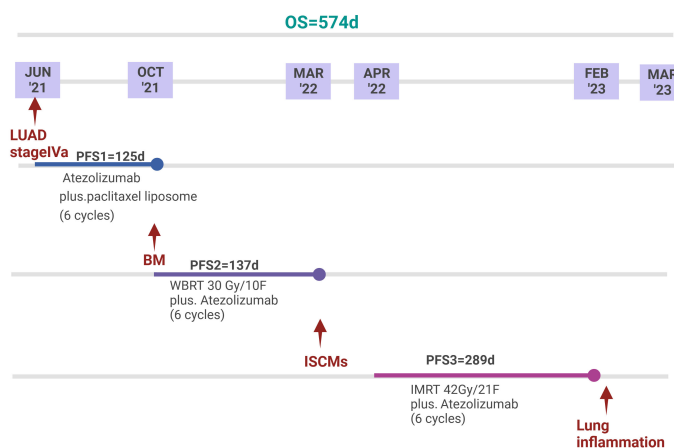 OS=574d
JUN '21
OCT '21
MAR '22
APR '22
FEB '23
MAR '23
LUAD
stageIVa
PFS1=125d
Atezolizumab
plus.paclitaxel liposome
(6 cycles)
BM
PFS2=137d
WBRT 30 Gy/10F
plus. Atezolizumab
(6 cycles)
ISCMs
PFS3=289d
IMRT 42Gy/21F
plus. Atezolizumab
(6 cycles)
Lung
inflammation